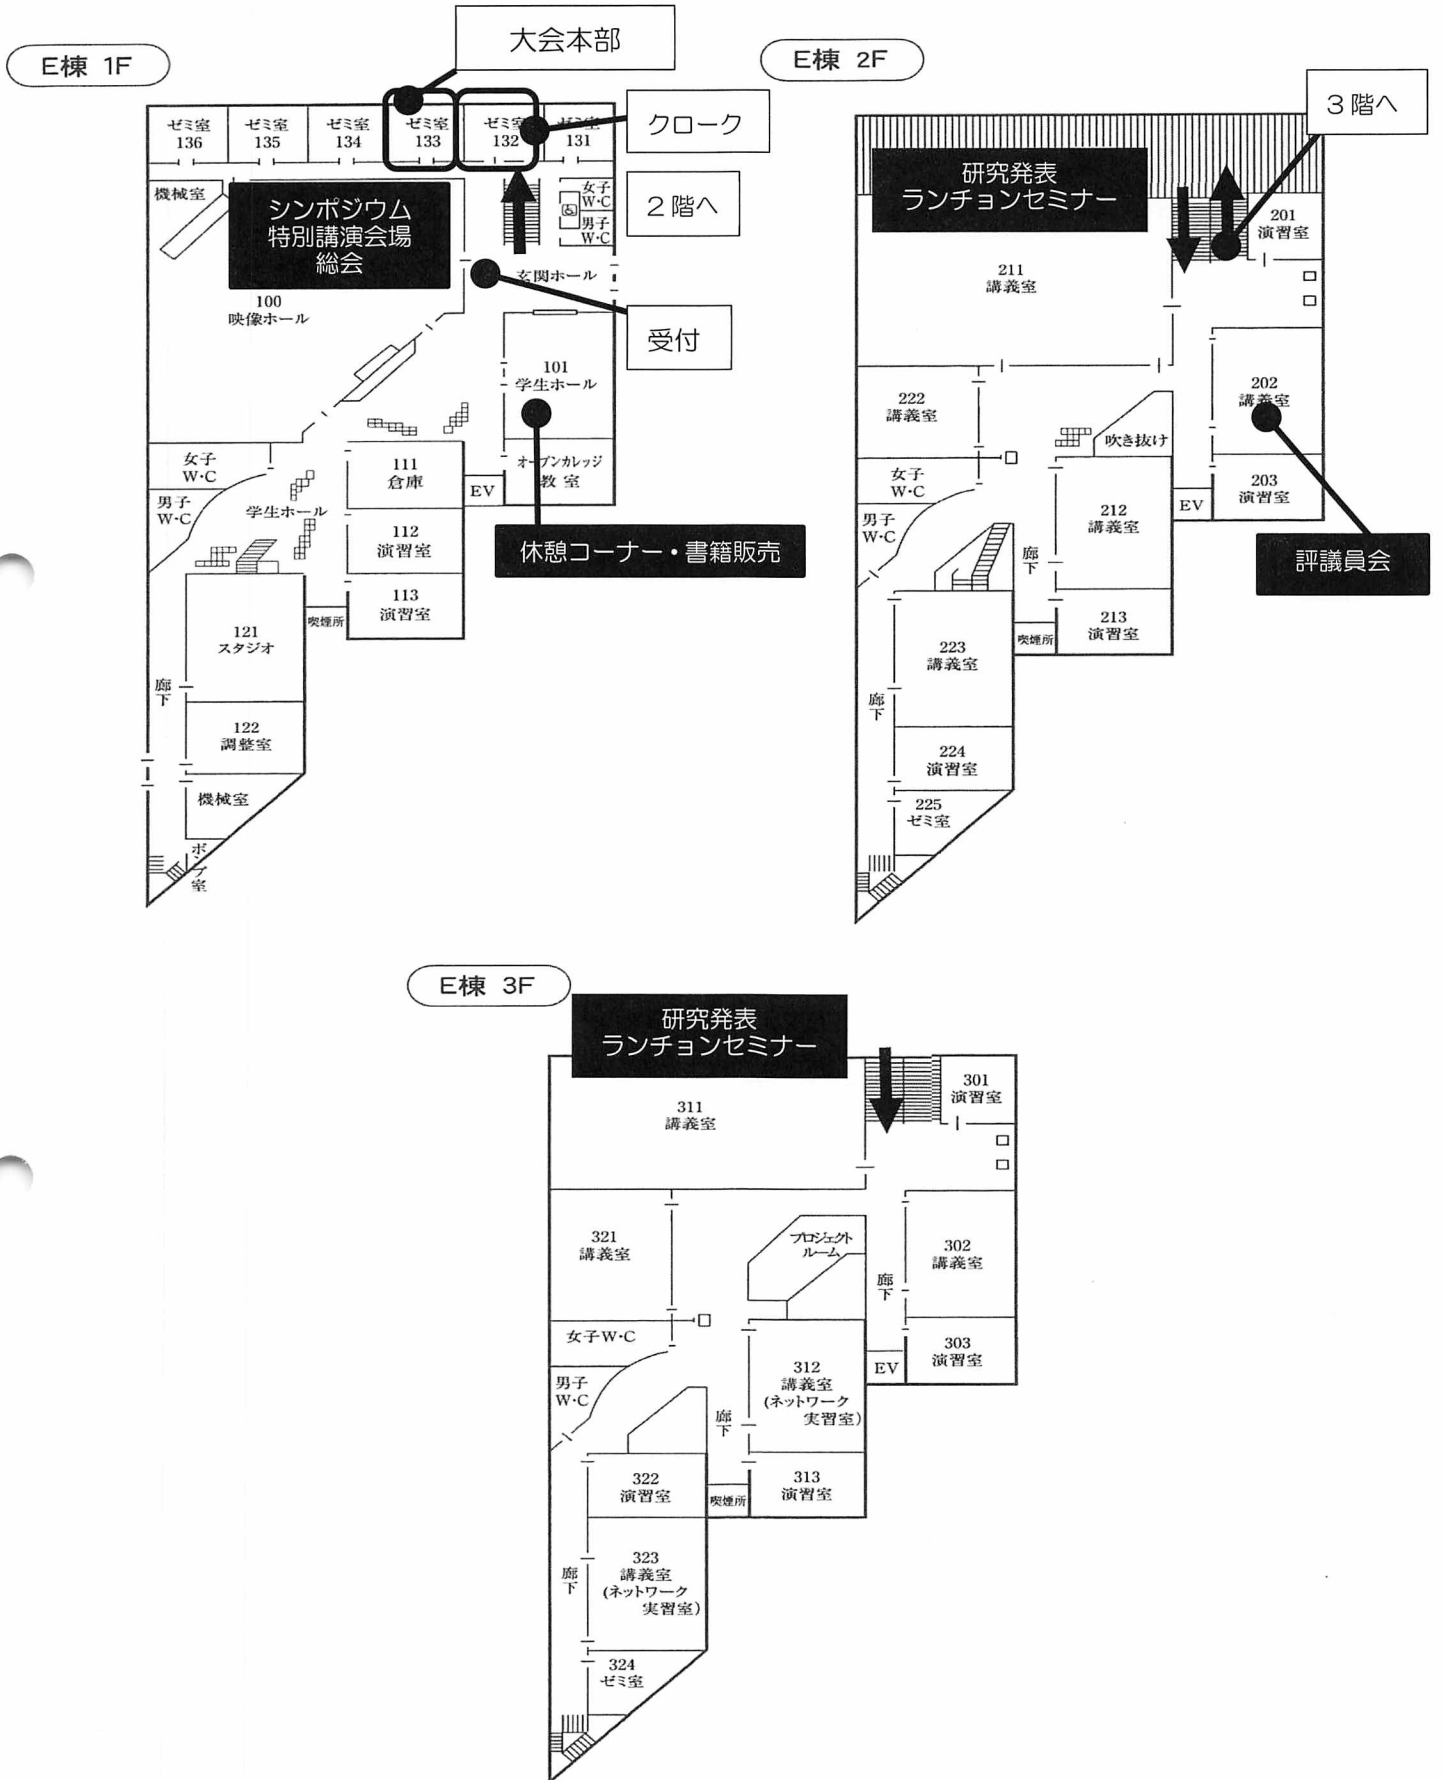 大会本部
E棟 1F
ゼミ室
136
ゼミ室
135
ゼミ室
134
ゼミ室
133
ゼミ室
132
ゼミ室
131
クローク
機械室
シンポジウム
特別講演会場
総会
女子
W・C
男子
W・C
2階へ
玄関ホール
100
映像ホール
受付
101
学生ホール
女子
W・C
男子
W・C
学生ホール
111
倉庫
EV
オープンカレッジ
教室
112
演習室
休憩コーナー・書籍販売
113
演習室
喫煙所
121
スタジオ
廊下
122
調整室
機械室
ポンプ室
E棟 2F
3階へ
研究発表
ランチョンセミナー
201
演習室
211
講義室
222
講義室
202
講義室
吹き抜け
女子
W・C
男子
W・C
203
演習室
EV
212
講義室
廊下
評議員会
213
演習室
喫煙所
223
講義室
廊下
224
演習室
225
ゼミ室
E棟 3F
研究発表
ランチョンセミナー
301
演習室
311
講義室
321
講義室
プロジェクト
ルーム
302
講義室
廊下
女子W・C
男子
W・C
303
演習室
EV
312
講義室
(ネットワーク
実習室)
廊下
322
演習室
喫煙所
313
演習室
323
講義室
(ネットワーク
実習室)
廊下
324
ゼミ室